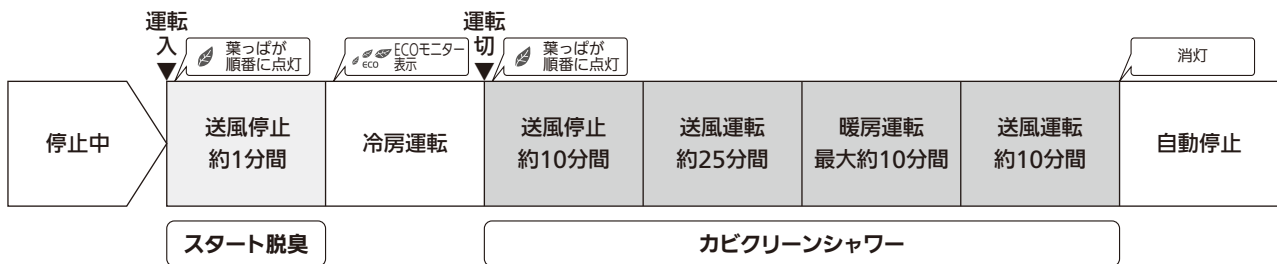 運転
入
葉っぱが
順番に点灯
eco
ECOモニター
表示
運転
切
葉っぱが
順番に点灯
消灯
停止中
送風停止
約1分間
冷房運転
送風停止
約10分間
送風運転
約25分間
暖房運転
最大約10分間
送風運転
約10分間
自動停止
スタート脱臭
カビクリーンシャワー